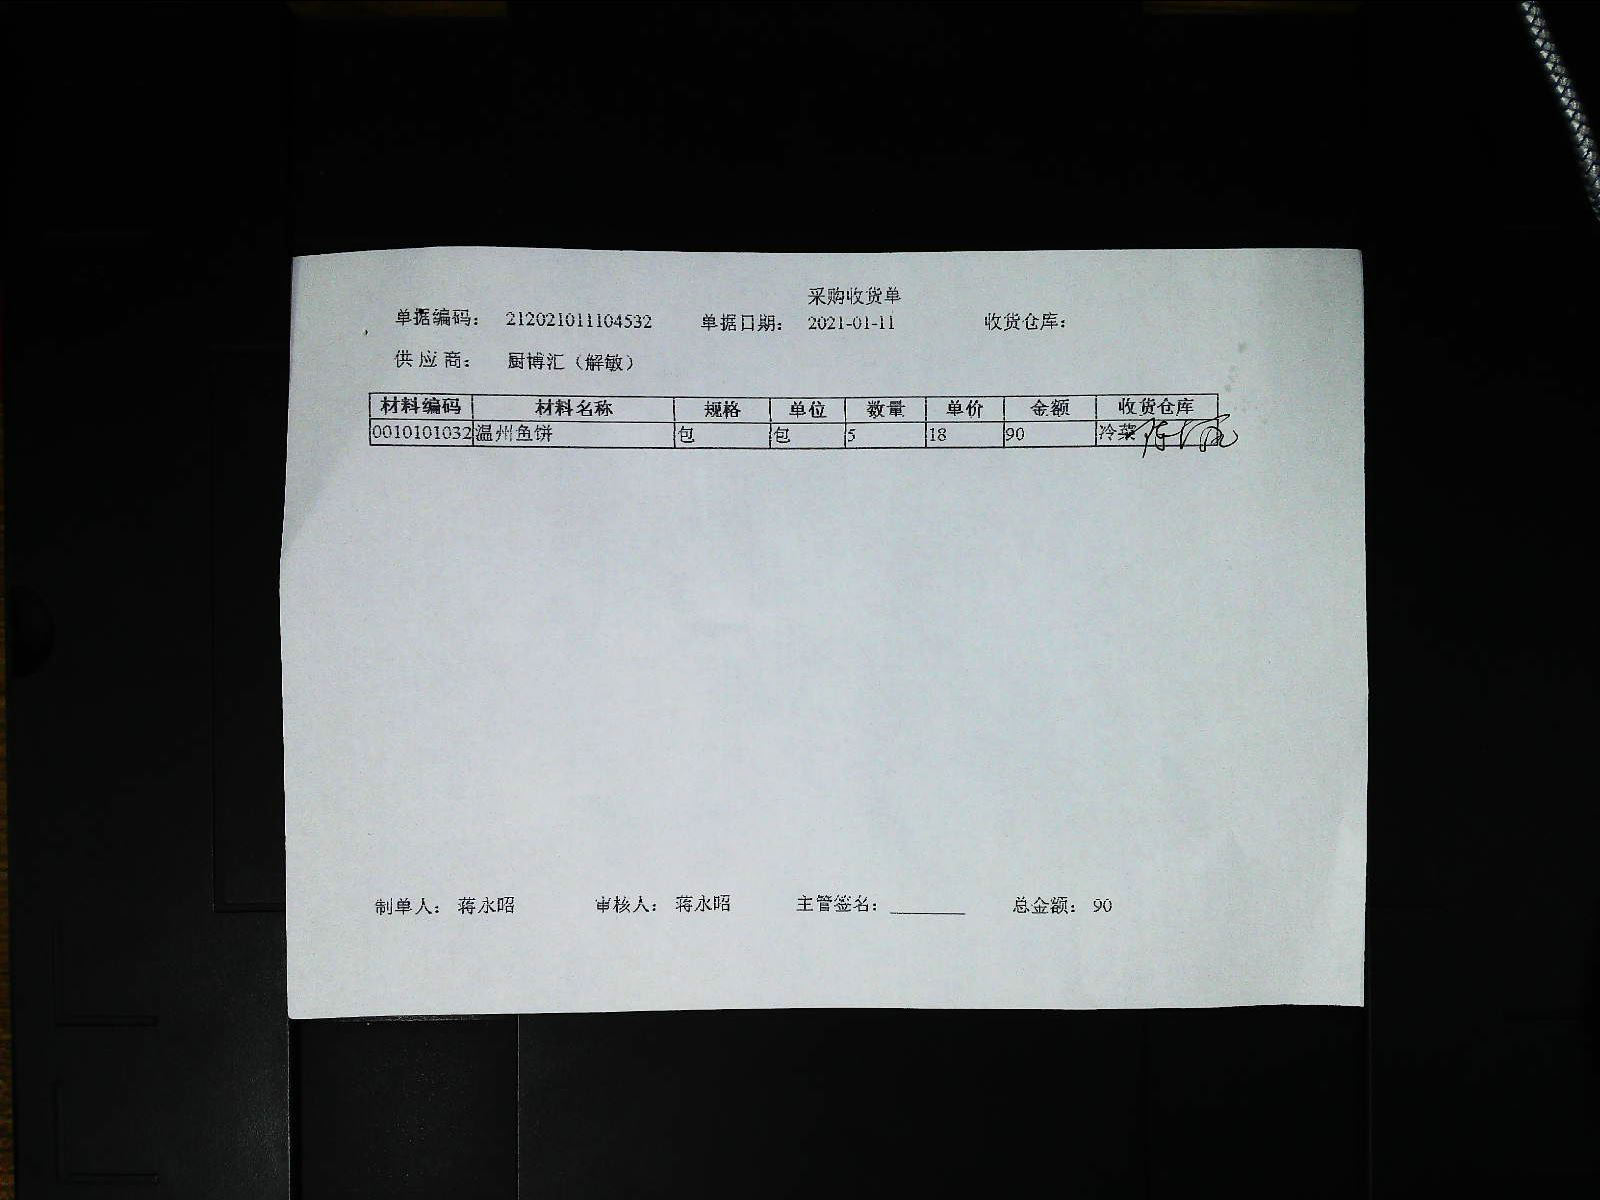 采购收货单
单据编码： 212021011104532 单据日期： 2021-01-11 收货仓库：
供 应 商： 厨博汇（解敏）
材料编码 材料名称 规格 单位 数量 单价 金额 收货仓库
0010101032 温州鱼饼 包 包 5 18 90 冷菜
制单人： 蒋永昭 审核人： 蒋永昭 主管签名： ________ 总金额： 90